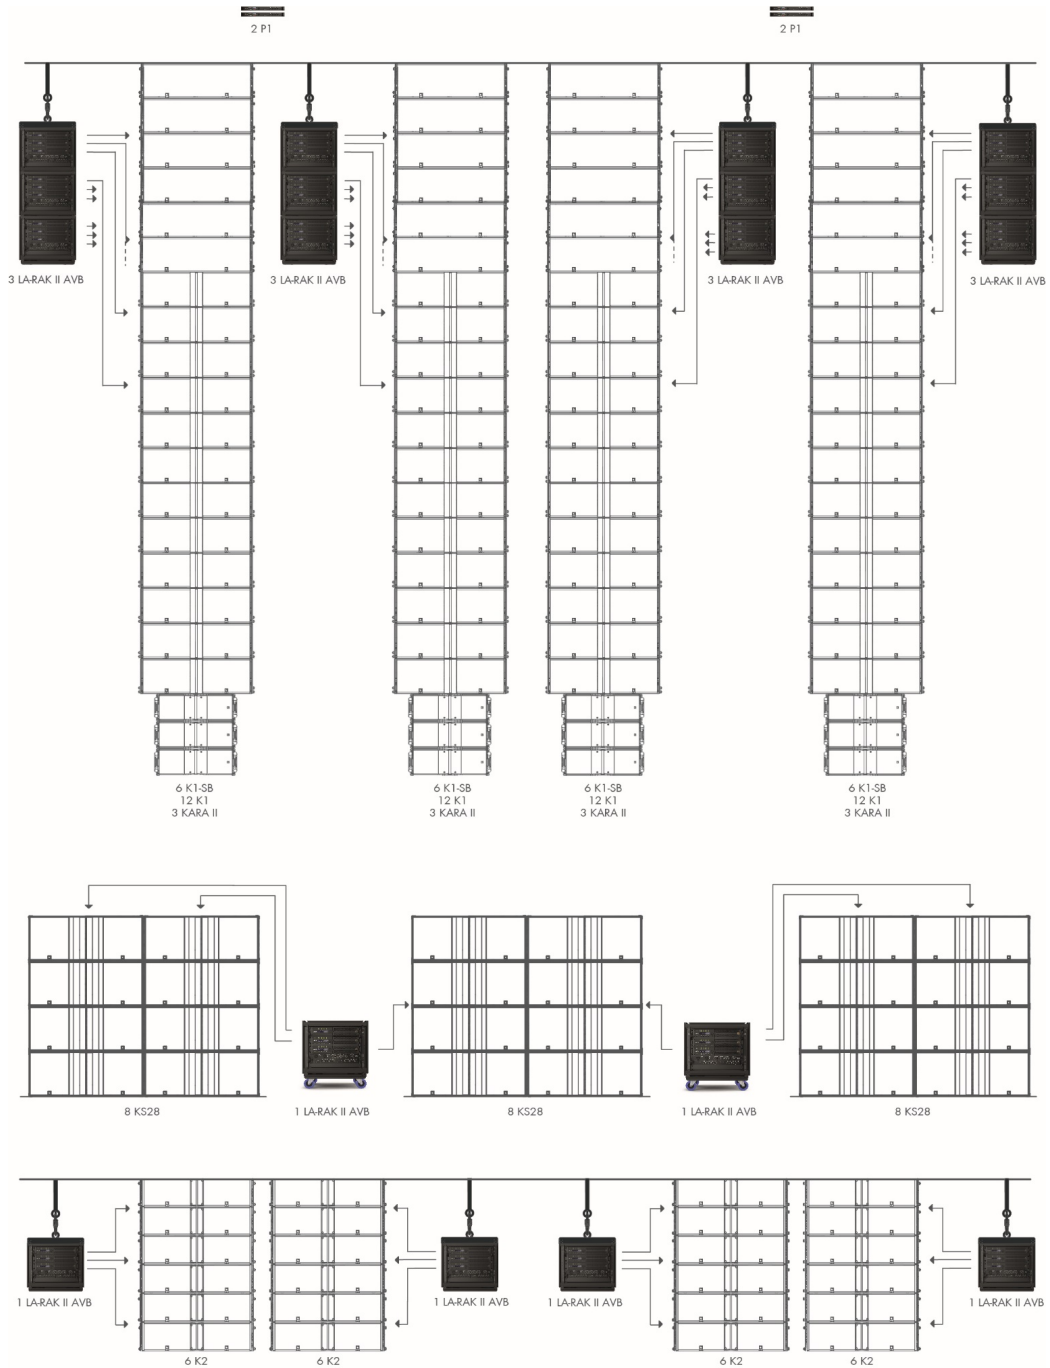 2 P1
2 P1
3 LA-RAK II AVB
3 LA-RAK II AVB
3 LA-RAK II AVB
3 LA-RAK II AVB
6 K1-SB
12 K1
3 KARA II
6 K1-SB
12 K1
3 KARA II
6 K1-SB
12 K1
3 KARA II
6 K1-SB
12 K1
3 KARA II
8 KS28
1 LA-RAK II AVB
8 KS28
1 LA-RAK II AVB
8 KS28
1 LA-RAK II AVB
1 LA-RAK II AVB
1 LA-RAK II AVB
1 LA-RAK II AVB
6 K2
6 K2
6 K2
6 K2